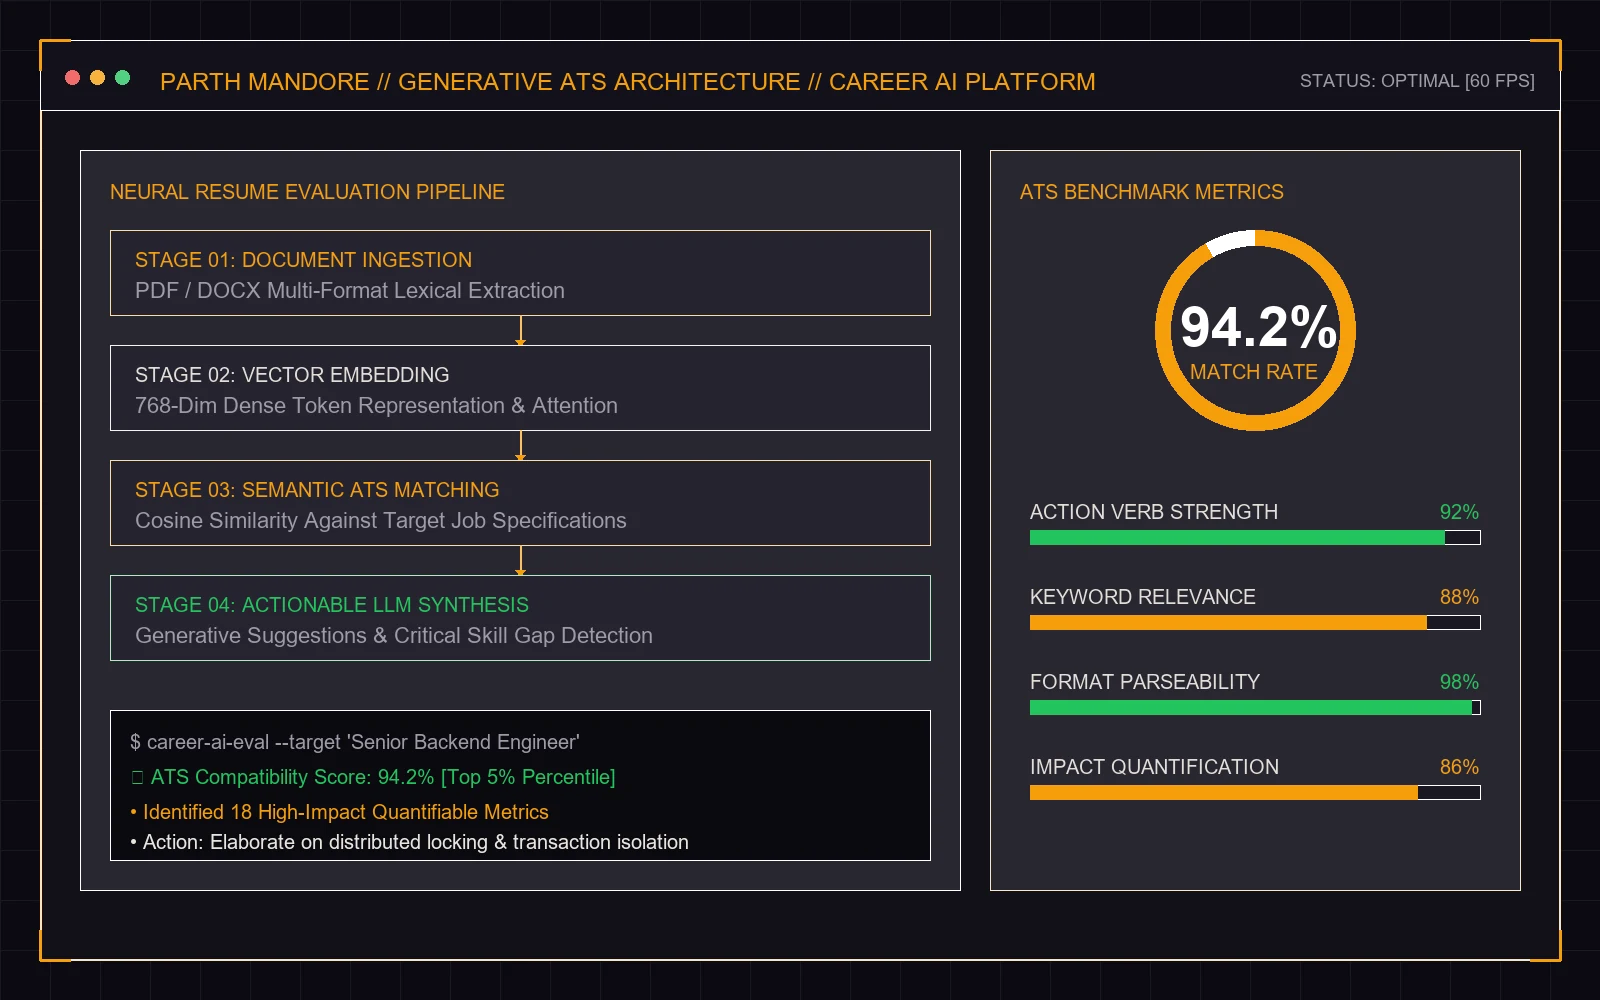 PARTH MANDORE // GENERATIVE ATS ARCHITECTURE // CAREER AI PLATFORM
STATUS: OPTIMAL [60 FPS]
NEURAL RESUME EVALUATION PIPELINE
STAGE 01: DOCUMENT INGESTION
PDF / DOCX Multi-Format Lexical Extraction
STAGE 02: VECTOR EMBEDDING
768-Dim Dense Token Representation & Attention
STAGE 03: SEMANTIC ATS MATCHING
Cosine Similarity Against Target Job Specifications
STAGE 04: ACTIONABLE LLM SYNTHESIS
Generative Suggestions & Critical Skill Gap Detection
$ career-ai-eval --target 'Senior Backend Engineer'
ATS Compatibility Score: 94.2% [Top 5% Percentile]
• Identified 18 High-Impact Quantifiable Metrics
• Action: Elaborate on distributed locking & transaction isolation
ATS BENCHMARK METRICS
94.2%
MATCH RATE
ACTION VERB STRENGTH 92%
KEYWORD RELEVANCE 88%
FORMAT PARSEABILITY 98%
IMPACT QUANTIFICATION 86%